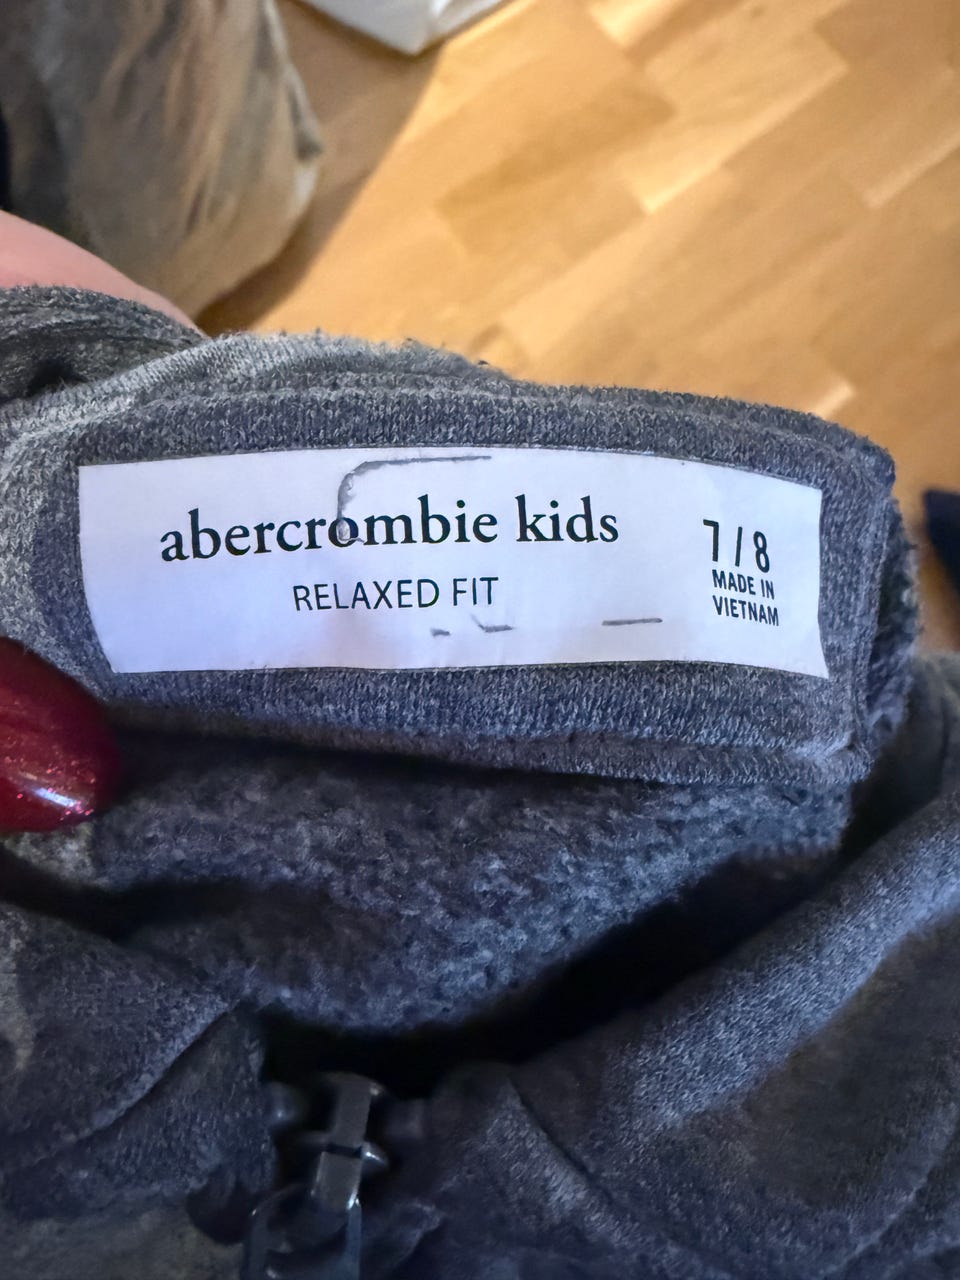 abercrombie kids
RELAXED FIT
7/8
MADE IN
VIETNAM